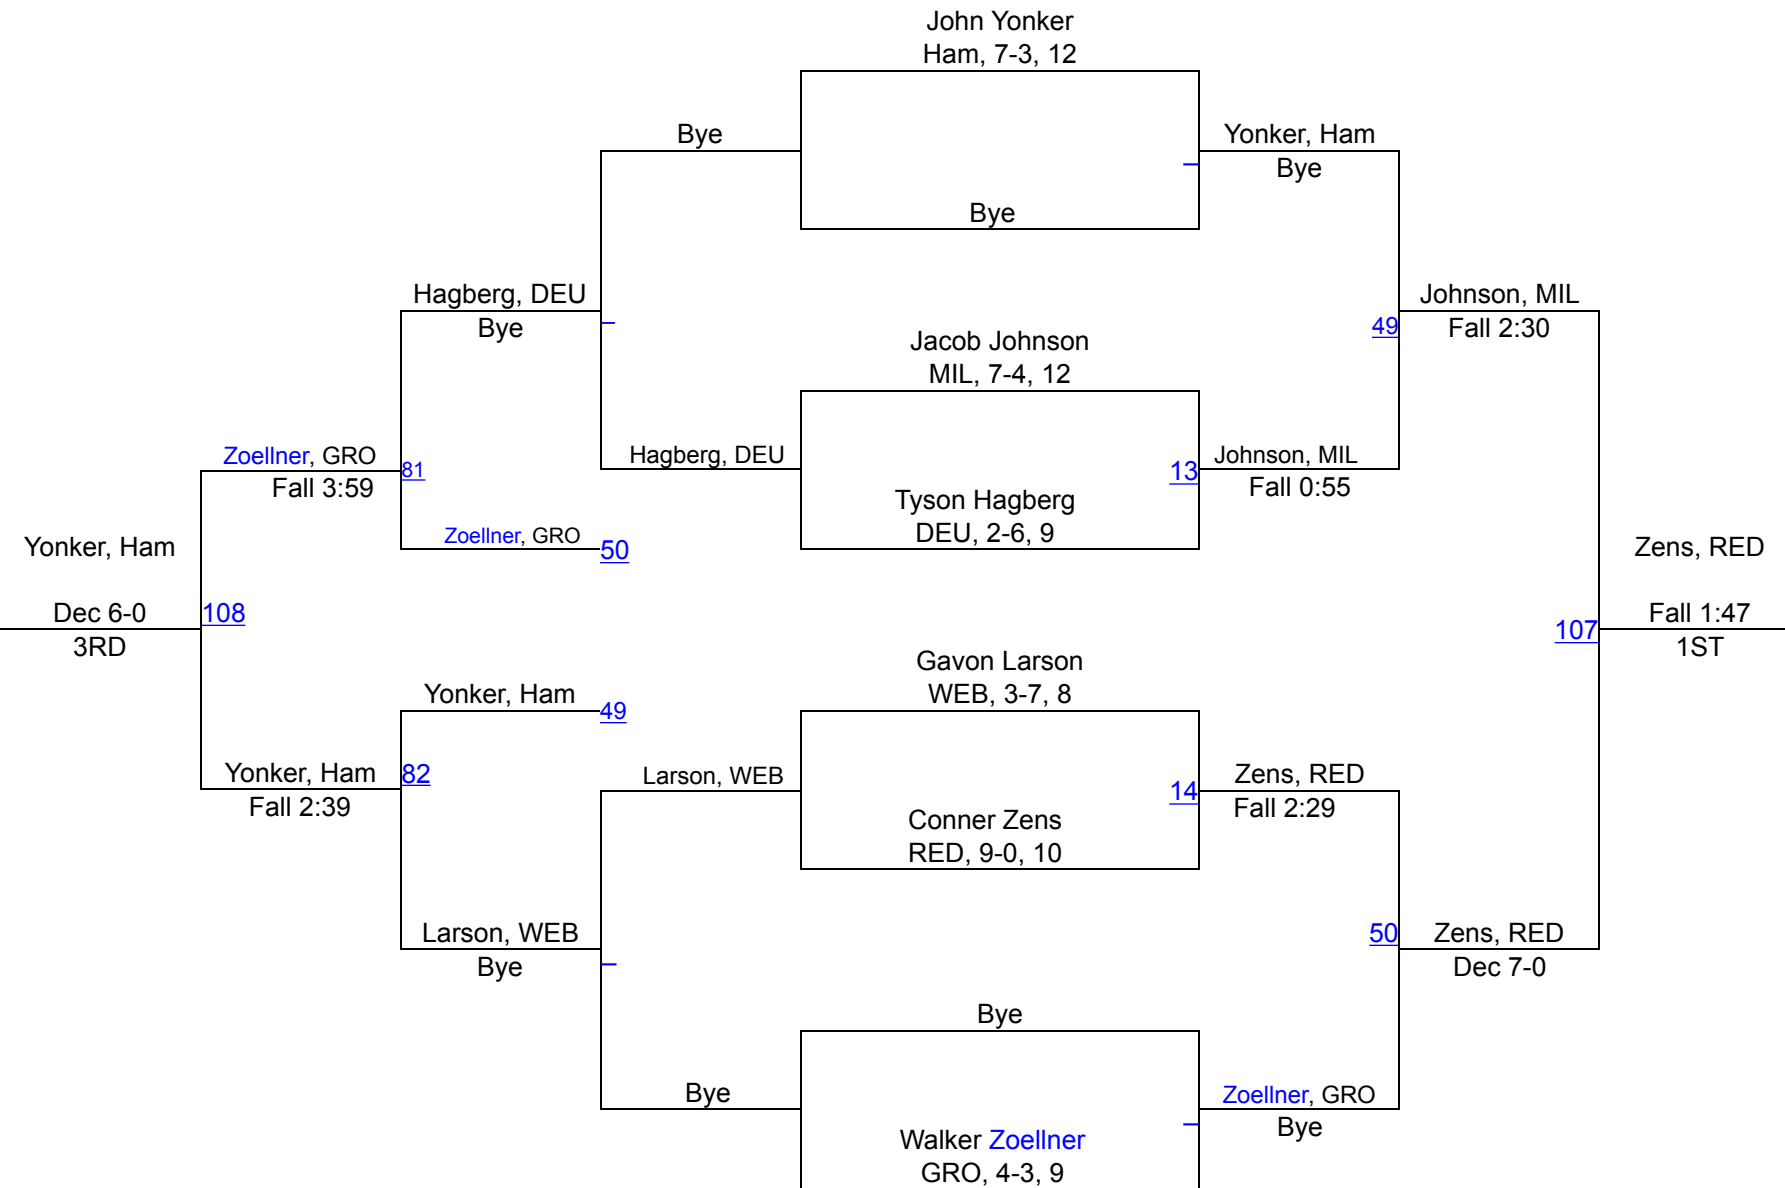 John Yonker
Ham, 7-3, 12
Bye
Yonker, Ham
Bye
Bye
Hagberg, DEU
Bye
Johnson, MIL
49
Fall 2:30
Jacob Johnson
MIL, 7-4, 12
Zoellner, GRO
81
Fall 3:59
Hagberg, DEU
13
Johnson, MIL
Fall 0:55
Tyson Hagberg
DEU, 2-6, 9
Zoellner, GRO
50
Yonker, Ham
Dec 6-0
108
3RD
Zens, RED
107
Fall 1:47
1ST
Gavon Larson
WEB, 3-7, 8
Yonker, Ham
49
Yonker, Ham
82
Fall 2:39
Larson, WEB
14
Zens, RED
Fall 2:29
Conner Zens
RED, 9-0, 10
Larson, WEB
Bye
50
Zens, RED
Dec 7-0
Bye
Bye
Zoellner, GRO
Bye
Walker Zoellner
GRO, 4-3, 9